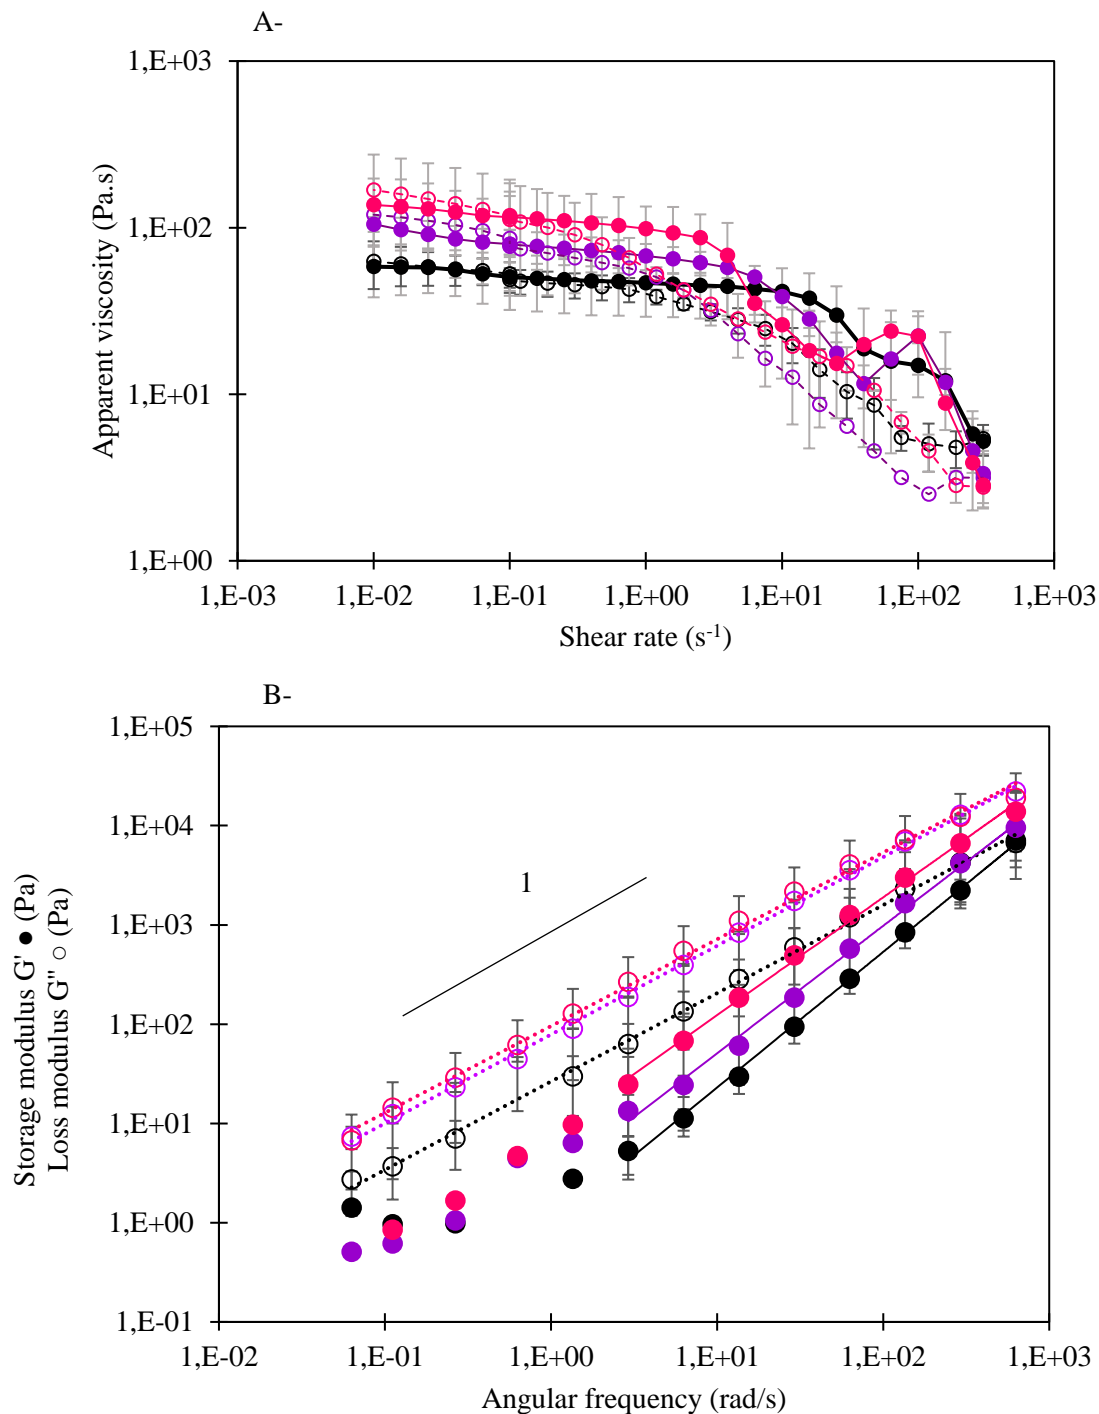 A-
1,E+03
1,E+02
1,E+01
1,E+00
Apparent viscosity (Pa.s)
1,E-03 1,E-02 1,E-01 1,E+00 1,E+01 1,E+02 1,E+03
Shear rate (s⁻¹)
B-
1,E+05
1,E+04
1,E+03
1,E+02
1,E+01
1,E+00
1,E-01
Storage modulus G' ● (Pa)
Loss modulus G" ○ (Pa)
1
1,E-02 1,E-01 1,E+00 1,E+01 1,E+02 1,E+03
Angular frequency (rad/s)